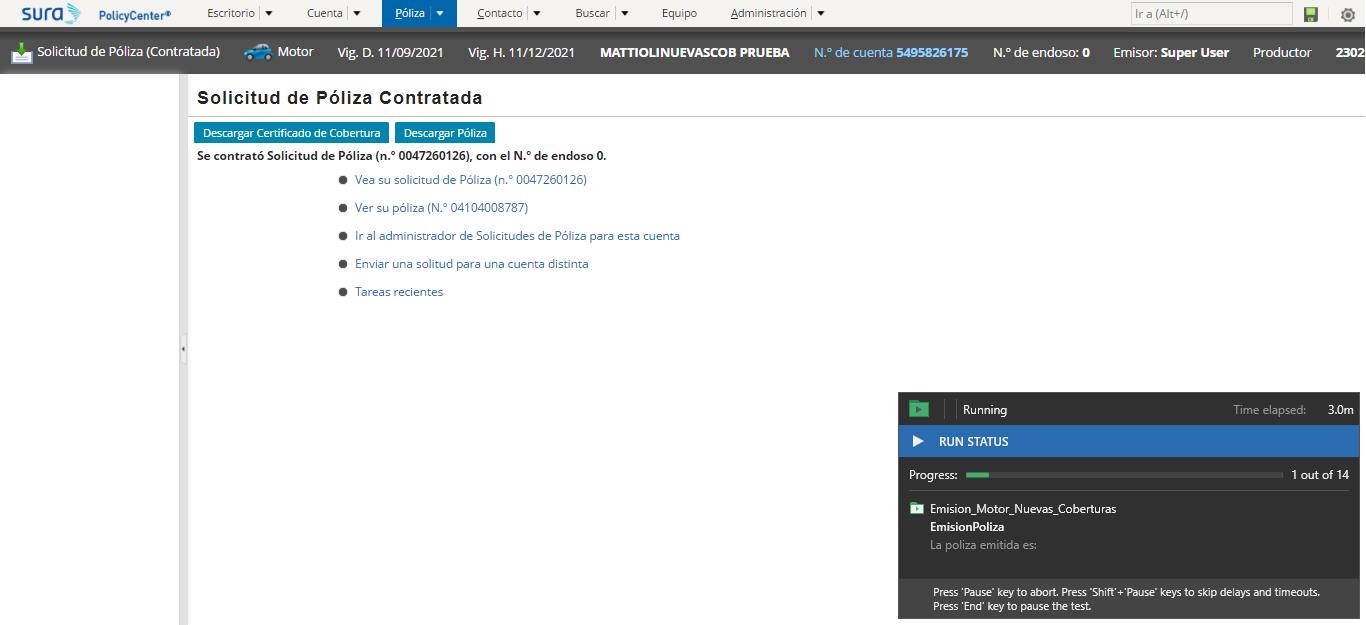 sura PolicyCenter® Escritorio Cuenta Póliza Contacto Buscar Equipo Administración Ir a (Alt+/)
Solicitud de Póliza (Contratada) Motor Vig. D. 11/09/2021 Vig. H. 11/12/2021 MATTIOLINUEVASCOB PRUEBA N.° de cuenta 5495826175 N.° de endoso: 0 Emisor: Super User Productor 2302
Solicitud de Póliza Contratada
Descargar Certificado de Cobertura Descargar Póliza
Se contrató Solicitud de Póliza (n.° 0047260126), con el N.° de endoso 0.
Vea su solicitud de Póliza (n.° 0047260126)
Ver su póliza (N.° 04104008787)
Ir al administrador de Solicitudes de Póliza para esta cuenta
Enviar una solitud para una cuenta distinta
Tareas recientes
Running Time elapsed: 3.0m
RUN STATUS
Progress: 1 out of 14
Emision_Motor_Nuevas_Coberturas
EmisionPoliza
La poliza emitida es:
Press 'Pause' key to abort. Press 'Shift'+'Pause' keys to skip delays and timeouts.
Press 'End' key to pause the test.